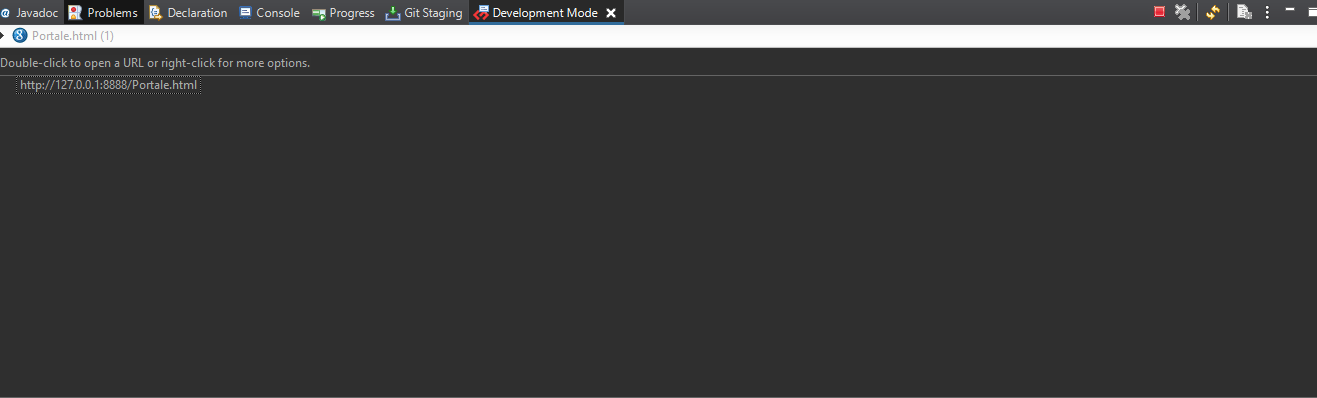 @ Javadoc Problems Declaration Console Progress Git Staging Development Mode
Portale.html (1)
Double-click to open a URL or right-click for more options.
http://127.0.0.1:8888/Portale.html